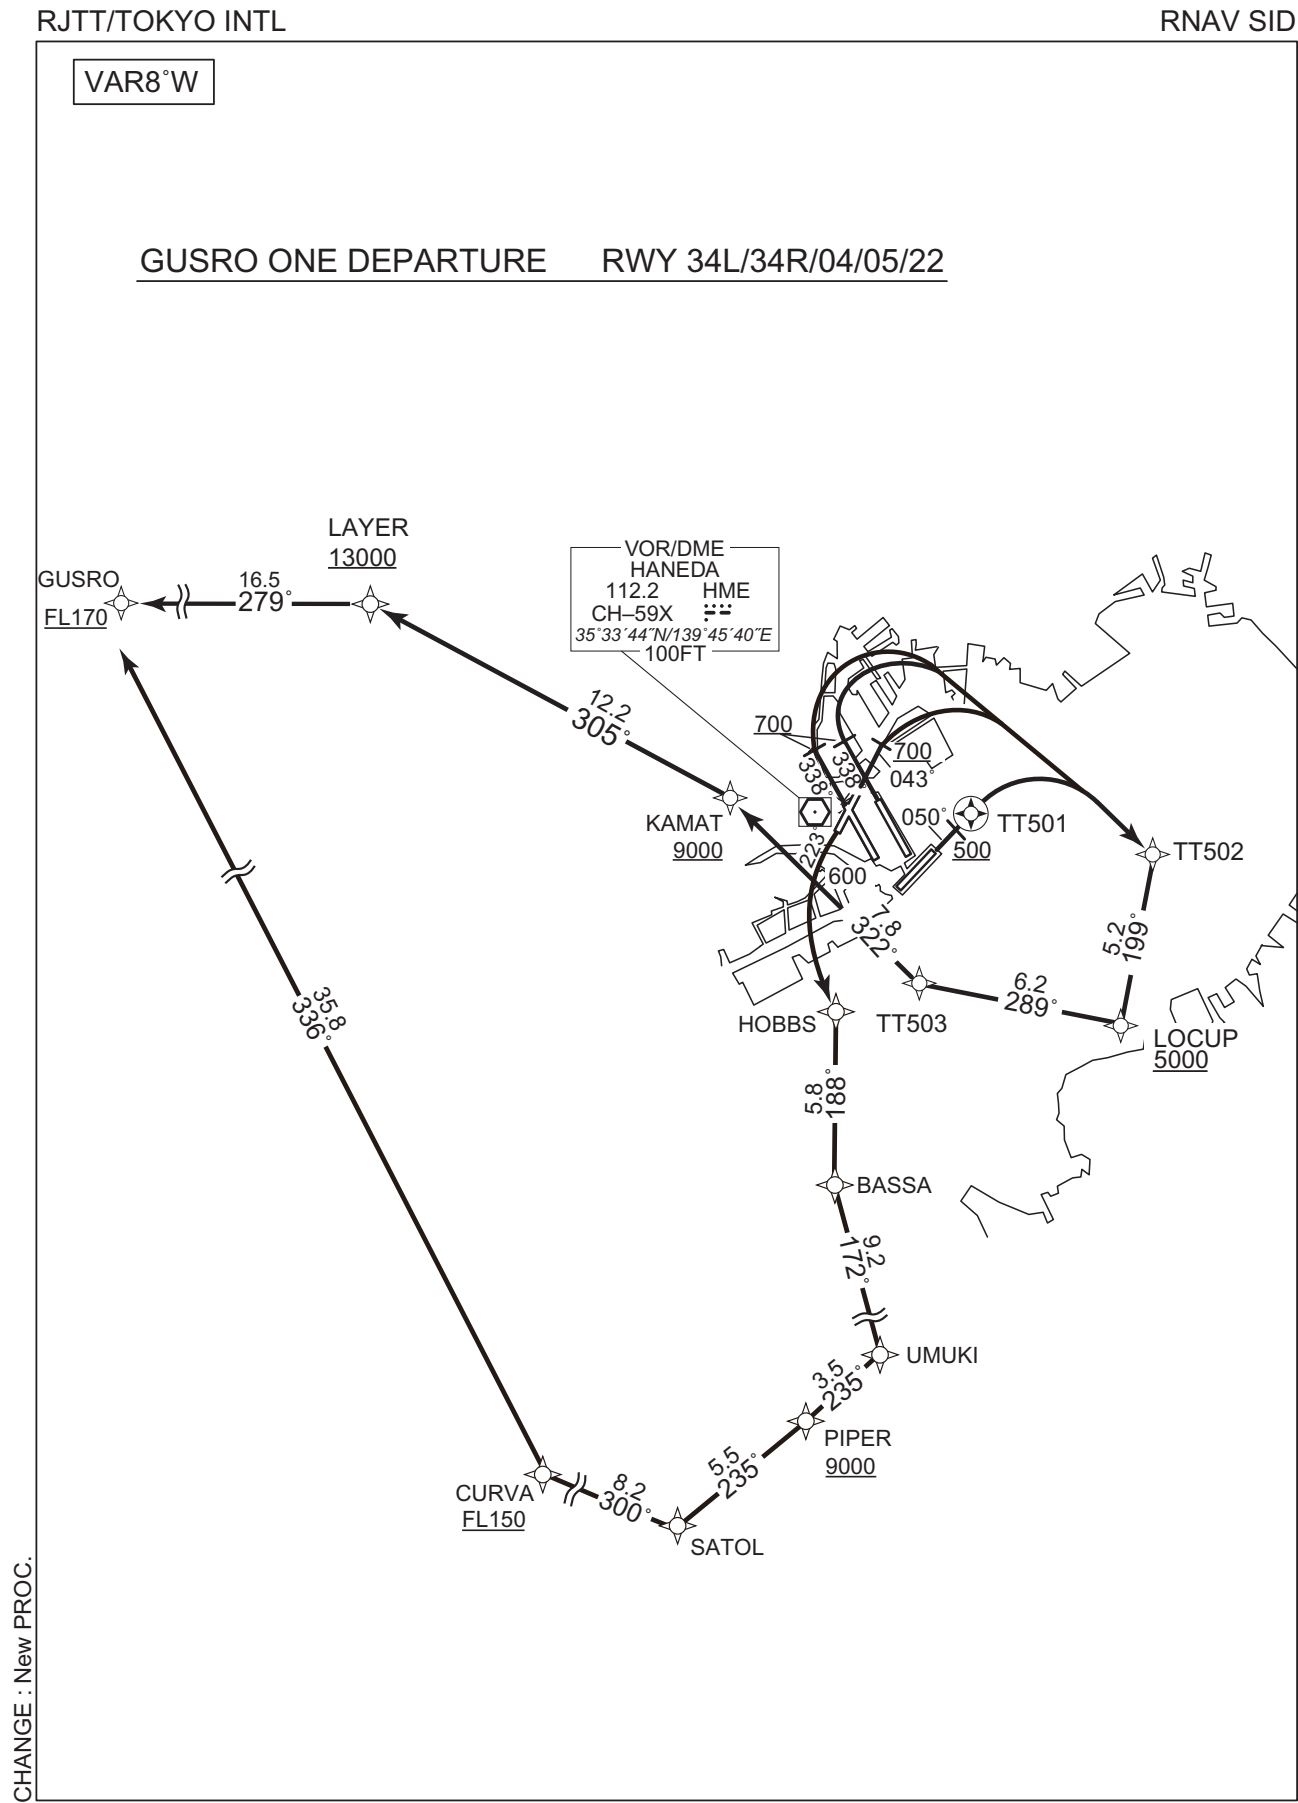 RJTT/TOKYO INTL
RNAV SID
VAR8°W
GUSRO ONE DEPARTURE RWY 34L/34R/04/05/22
LAYER
13000
GUSRO
FL170
16.5
279°
VOR/DME
HANEDA
112.2 HME
CH–59X
35°33´44˝N/139°45´40˝E
100FT
12.2
305°
700
700
338°
338°
043°
KAMAT
9000
050°
500
TT501
TT502
223°
600
7.8
322°
5.2
199°
6.2
289°
HOBBS
TT503
LOCUP
5000
35.8
336°
5.8
188°
BASSA
9.2
172°
UMUKI
3.5
235°
PIPER
9000
5.5
235°
CURVA
FL150
8.2
300°
SATOL
CHANGE : New PROC.